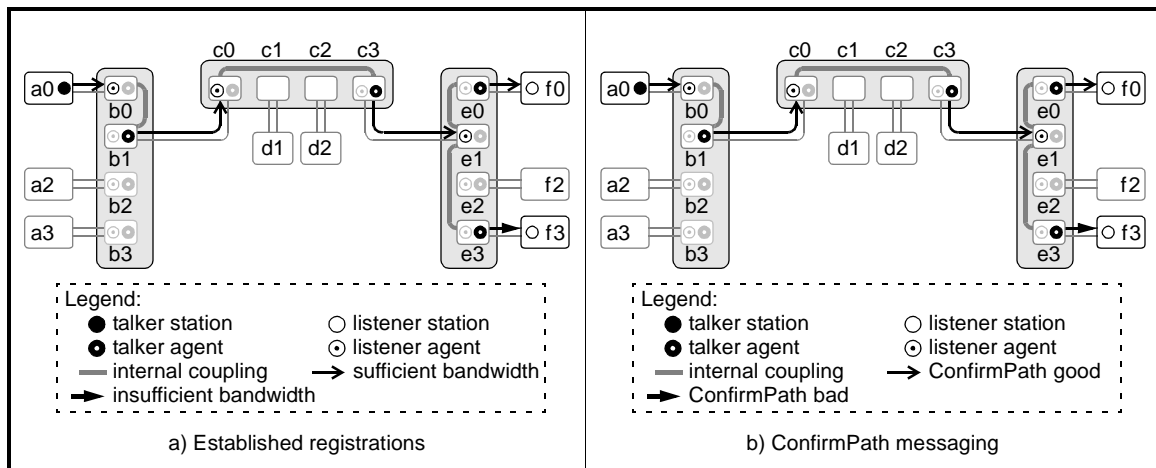 c0 c1 c2 c3
a0 f0
b0 e0
b1 d1 d2 e1
a2 f2
b2 e2
a3 f3
b3 e3
Legend:
talker station listener station
talker agent listener agent
internal coupling sufficient bandwidth
insufficient bandwidth
a) Established registrations
c0 c1 c2 c3
a0 f0
b0 e0
b1 d1 d2 e1
a2 f2
b2 e2
a3 f3
b3 e3
Legend:
talker station listener station
talker agent listener agent
internal coupling ConfirmPath good
ConfirmPath bad
b) ConfirmPath messaging